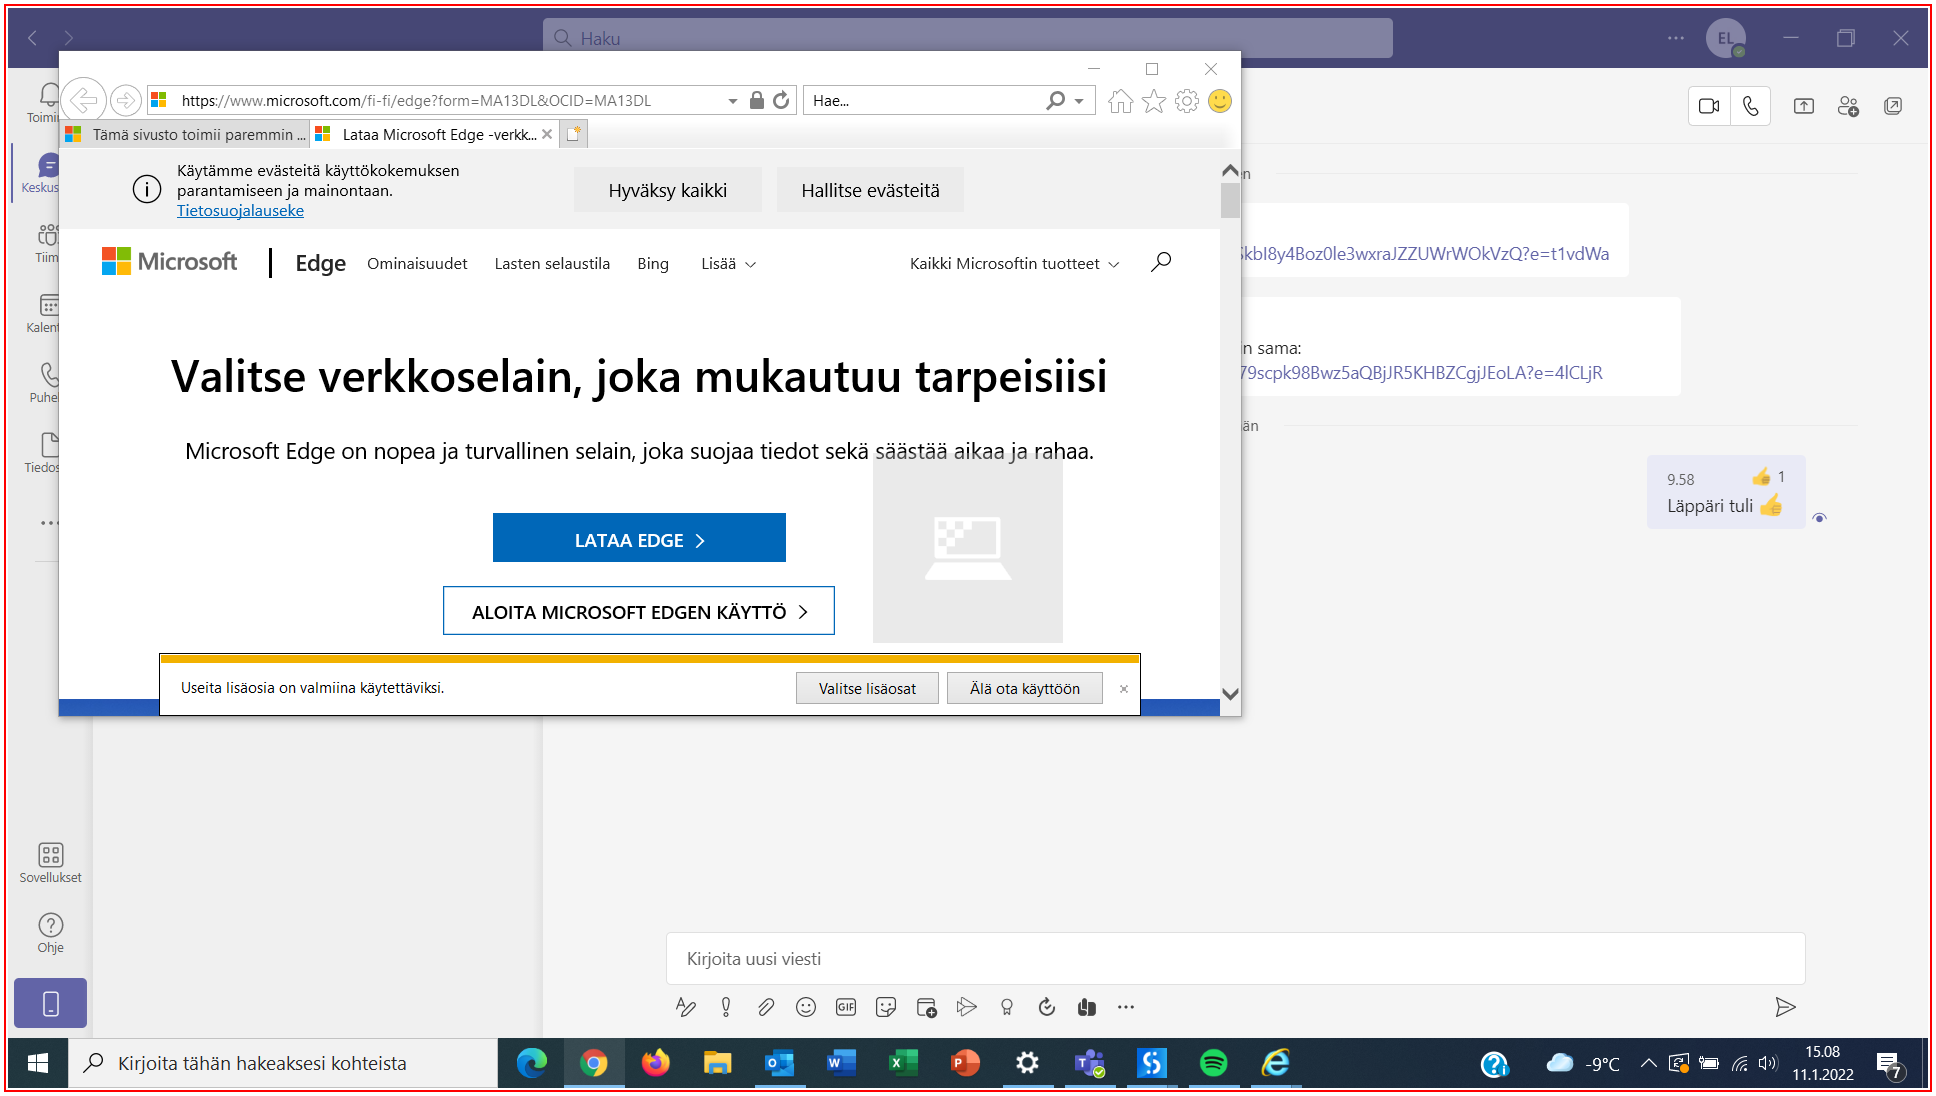 Haku
EL
https://www.microsoft.com/fi-fi/edge?form=MA13DL&OCID=MA13DL
Hae...
Tämä sivusto toimii paremmin ...
Lataa Microsoft Edge -verkk...
Käytämme evästeitä käyttökokemuksen
parantamiseen ja mainontaan.
Tietosuojalauseke
Hyväksy kaikki
Hallitse evästeitä
Microsoft
Edge
Ominaisuudet
Lasten selaustila
Bing
Lisää
Kaikki Microsoftin tuotteet
Valitse verkkoselain, joka mukautuu tarpeisiisi
Microsoft Edge on nopea ja turvallinen selain, joka suojaa tiedot sekä säästää aikaa ja rahaa.
LATAA EDGE
ALOITA MICROSOFT EDGEN KÄYTTÖ
Useita lisäosia on valmiina käytettäviksi.
Valitse lisäosat
Älä ota käyttöön
Toimin
Keskus
Tiim
Kalent
Puhel
Tiedos
Sovellukset
Ohje
en
SkbI8y4Boz0le3wxraJZZUWrWOkVzQ?e=t1vdWa
in sama:
79scpk98Bwz5aQBjJR5KHBZCgjJEoLA?e=4lCLjR
än
9.58
1
Läppäri tuli 👍
Kirjoita uusi viesti
GIF
Kirjoita tähän hakeaksesi kohteista
-9°C
15.08
11.1.2022
7